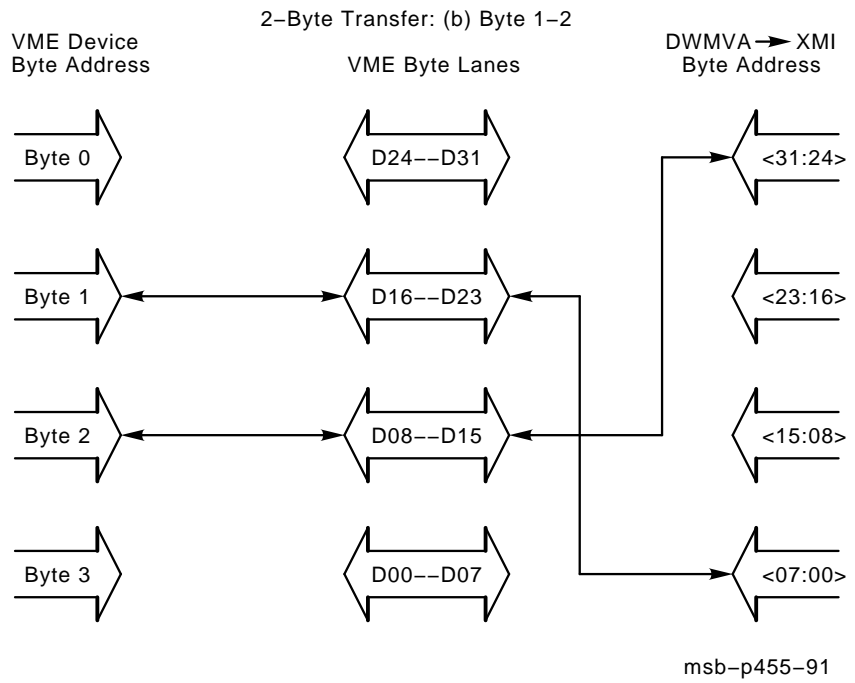 2−Byte Transfer: (b) Byte 1−2
VME Device
Byte Address
VME Byte Lanes
DWMVA → XMI
Byte Address
Byte 0
D24−−D31
<31:24>
Byte 1
D16−−D23
<23:16>
Byte 2
D08−−D15
<15:08>
Byte 3
D00−−D07
<07:00>
msb−p455−91